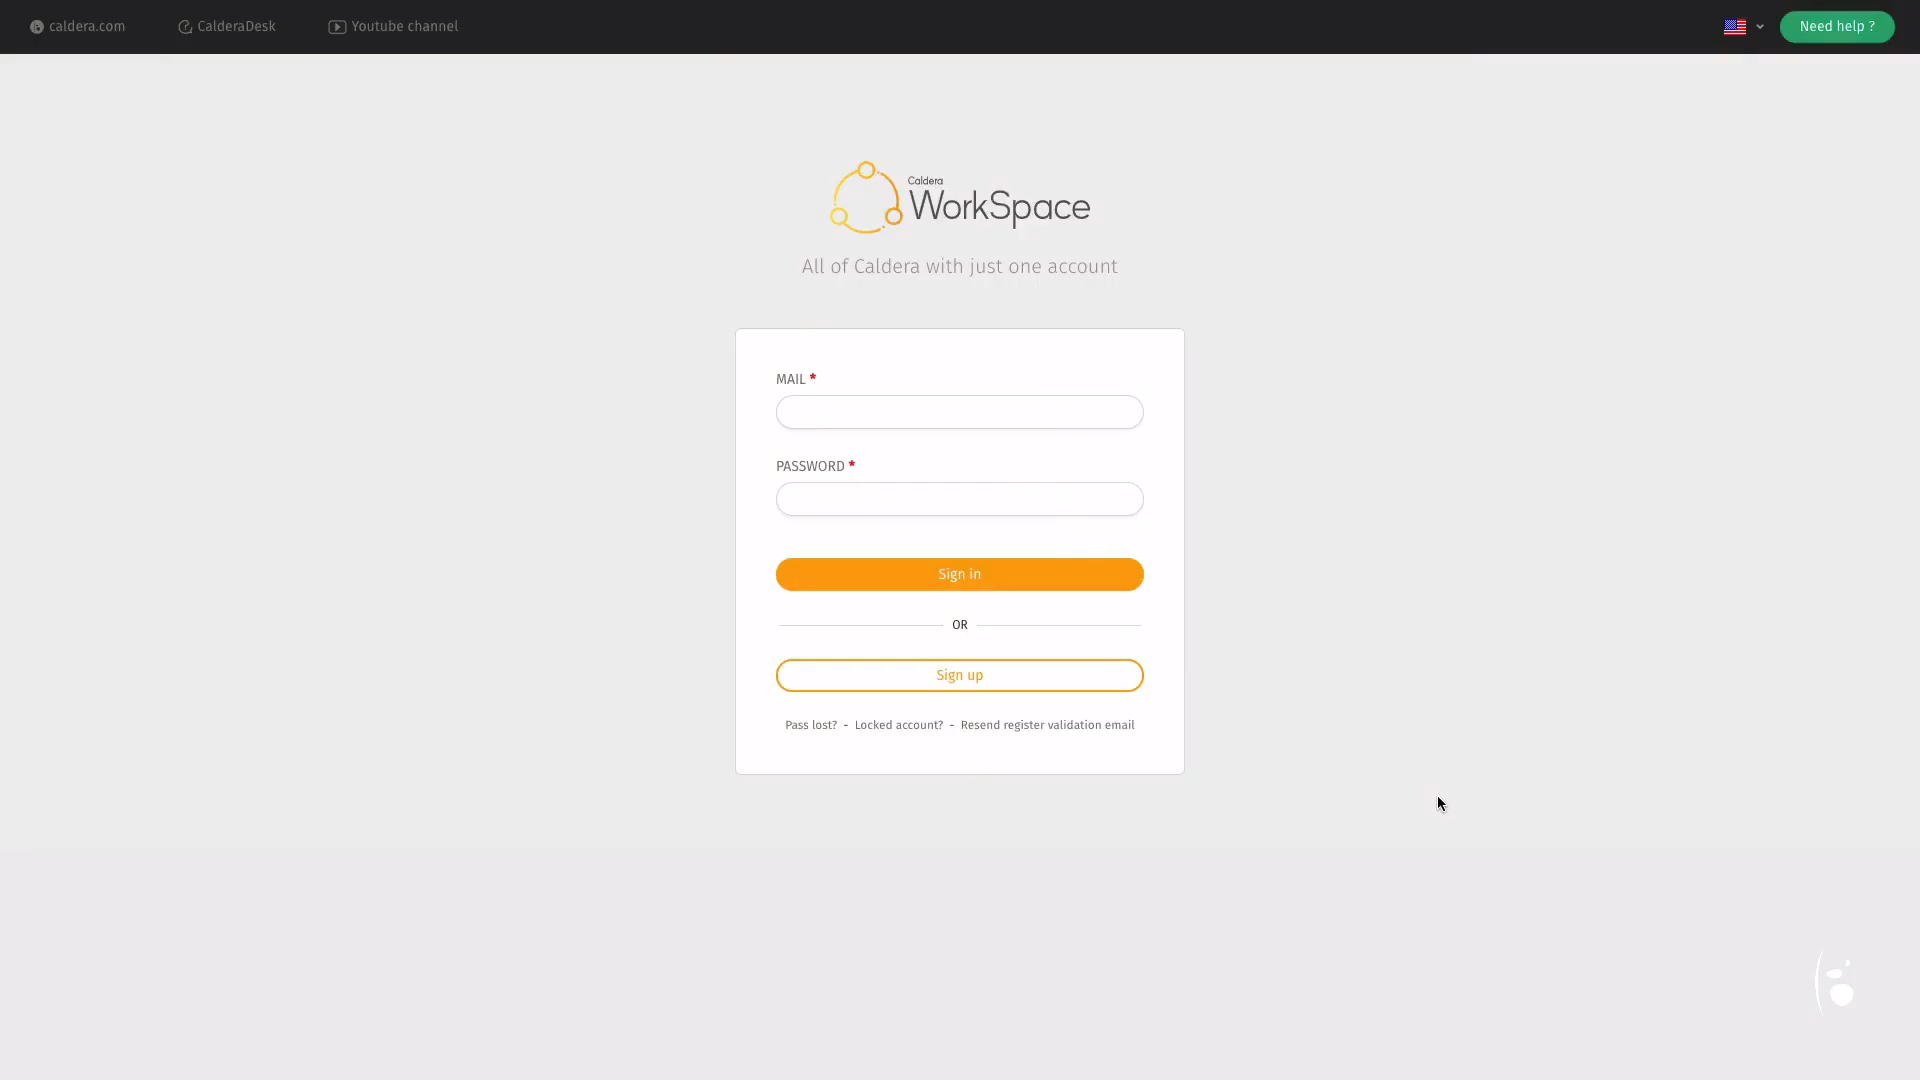 caldera.com
CalderaDesk
Youtube channel
Need help ?
Caldera
WorkSpace
All of Caldera with just one account
MAIL *
PASSWORD *
Sign in
OR
Sign up
Pass lost? - Locked account? - Resend register validation email